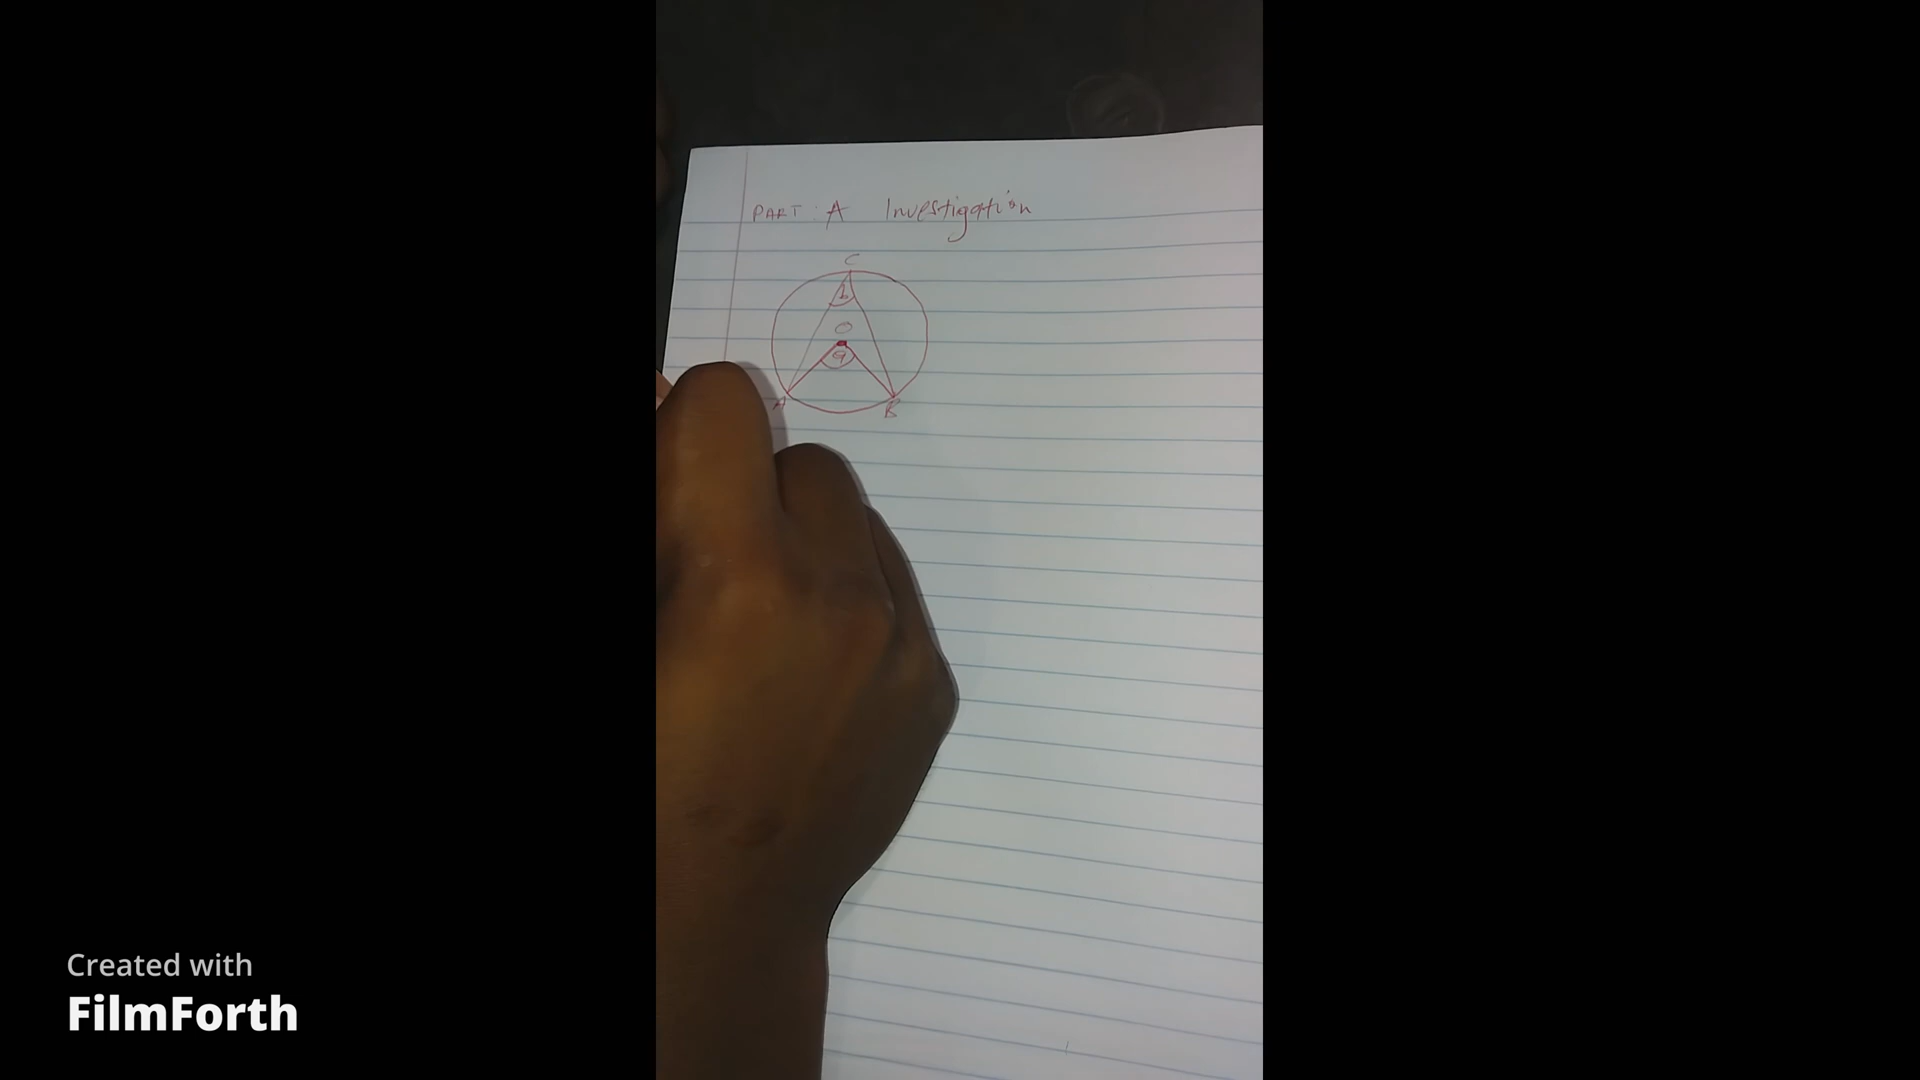 PART: A Investigation
C
b
O
a
A B
Created with
FilmForth